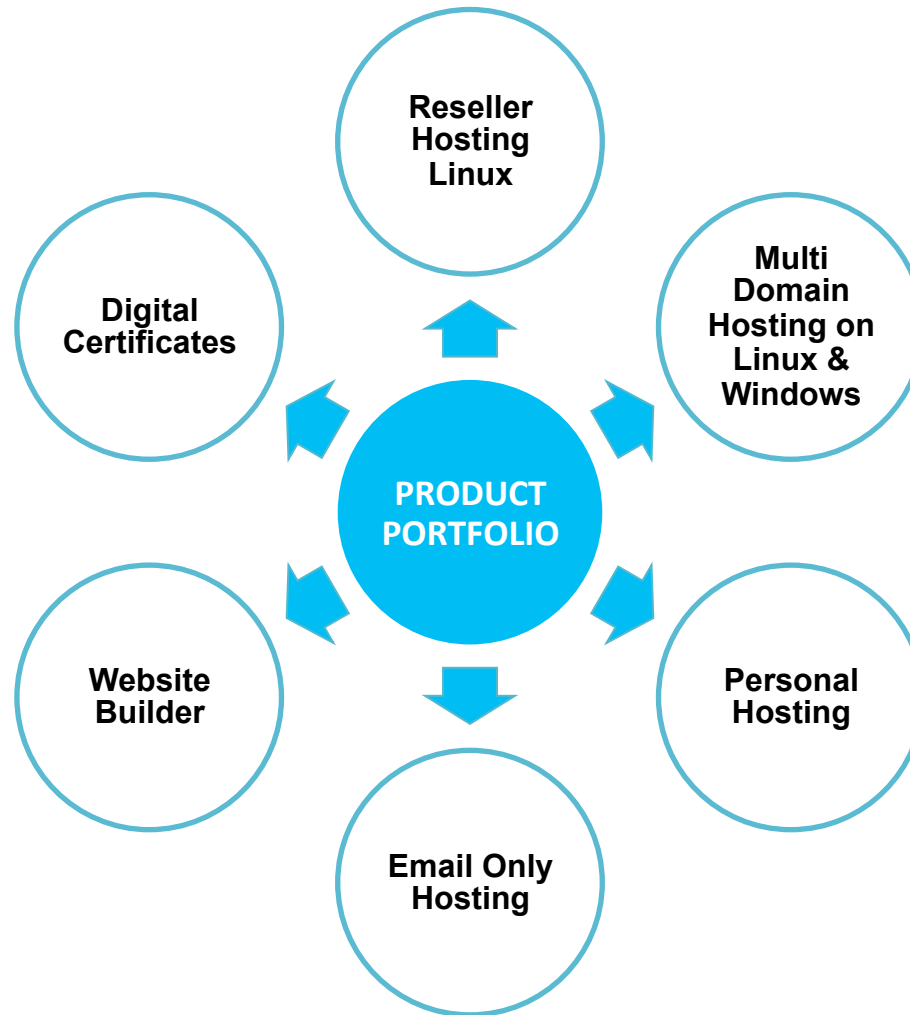 Reseller
Hosting
Linux
Multi
Domain
Hosting on
Linux &
Windows
Digital
Certificates
PRODUCT
PORTFOLIO
Website
Builder
Personal
Hosting
Email Only
Hosting